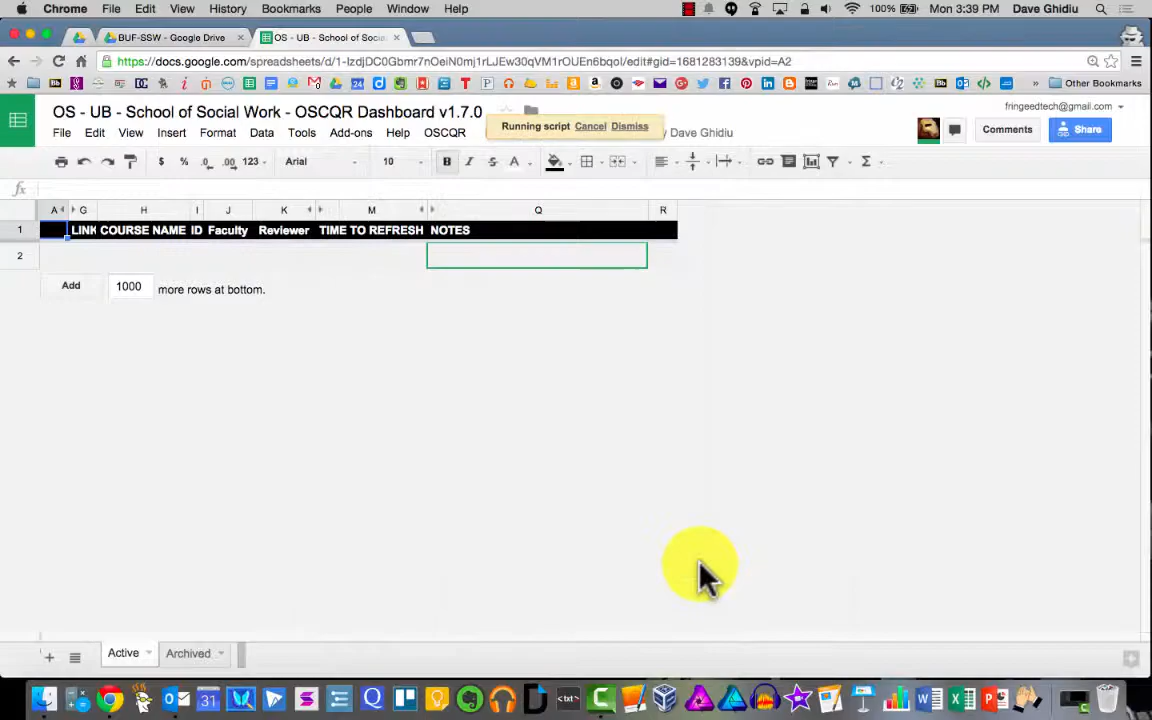 Chrome File Edit View History Bookmarks People Window Help 100% Mon 3:39 PM Dave Ghidiu
BUF-SSW - Google Drive × OS - UB - School of Socia ×
https://docs.google.com/spreadsheets/d/1-IzdjDC0Gbmr7nOeiN0mj1rLJEw30qVM1rOUEn6bqol/edit#gid=1681283139&vpid=A2
» Other Bookmarks
OS - UB - School of Social Work - OSCQR Dashboard v1.7.0
fringeedtech@gmail.com
File Edit View Insert Format Data Tools Add-ons Help OSCQR
Running script Cancel Dismiss
y Dave Ghidiu
Comments
Share
$ % .0 .00 123 Arial 10 B I S A Σ
fx
A G H I J K M Q R
1 LINK COURSE NAME ID Faculty Reviewer TIME TO REFRESH NOTES
2
Add 1000 more rows at bottom.
+ Active Archived